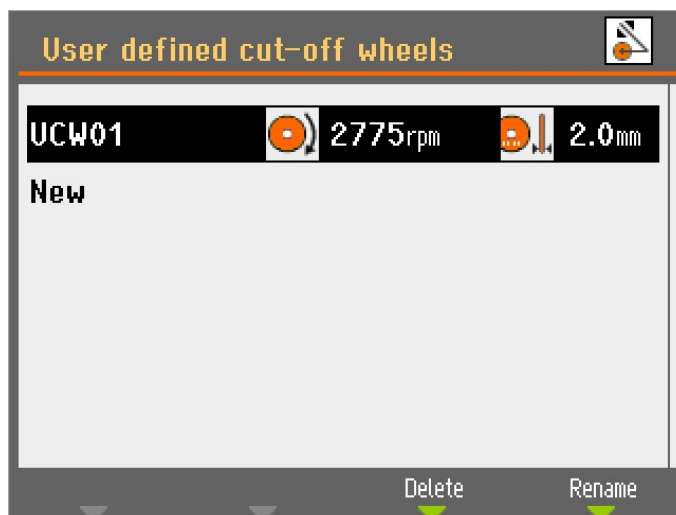 User defined cut-off wheels
UCW01 2775rpm 2.0mm
New
Delete Rename